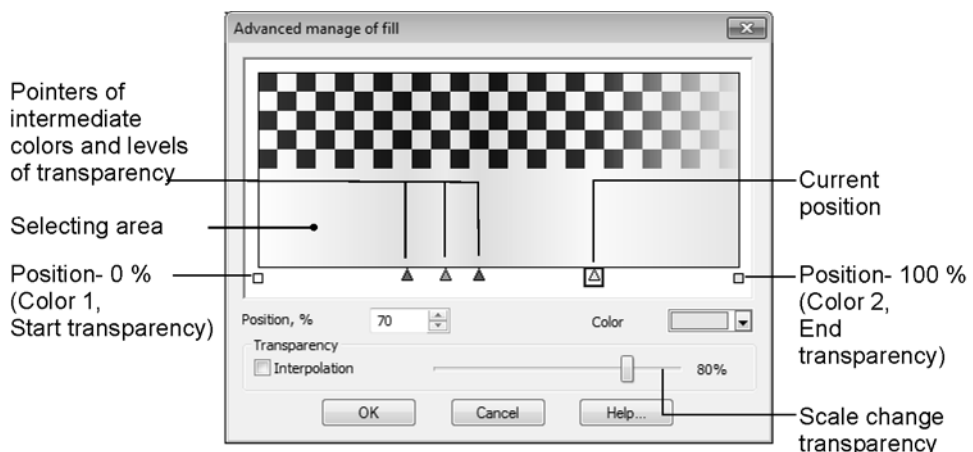 Advanced manage of fill
Pointers of
intermediate
colors and levels
of transparency
Selecting area
Position- 0 %
(Color 1,
Start transparency)
Current
position
Position- 100 %
(Color 2,
End
transparency)
Position, %
70
Color
Transparency
Interpolation
80%
OK
Cancel
Help...
Scale change
transparency